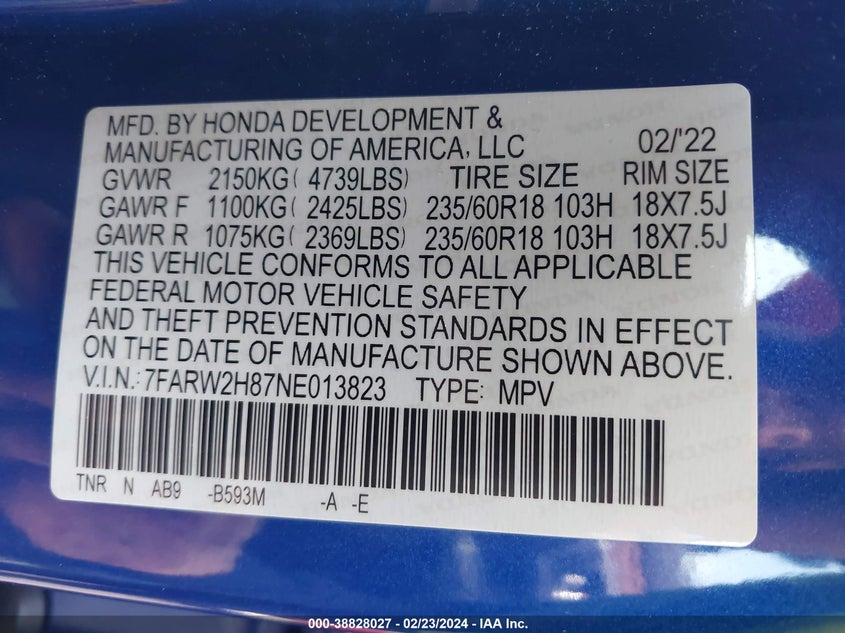 MFD. BY HONDA DEVELOPMENT &
MANUFACTURING OF AMERICA, LLC 02/'22
GVWR 2150KG( 4739LBS) TIRE SIZE RIM SIZE
GAWR F 1100KG( 2425LBS) 235/60R18 103H 18X7.5J
GAWR R 1075KG( 2369LBS) 235/60R18 103H 18X7.5J
THIS VEHICLE CONFORMS TO ALL APPLICABLE
FEDERAL MOTOR VEHICLE SAFETY
AND THEFT PREVENTION STANDARDS IN EFFECT
ON THE DATE OF MANUFACTURE SHOWN ABOVE.
V.I.N.: 7FARW2H87NE013823 TYPE: MPV
TNR N AB9 -B593M -A -E
000-38828027 - 02/23/2024 - IAA Inc.